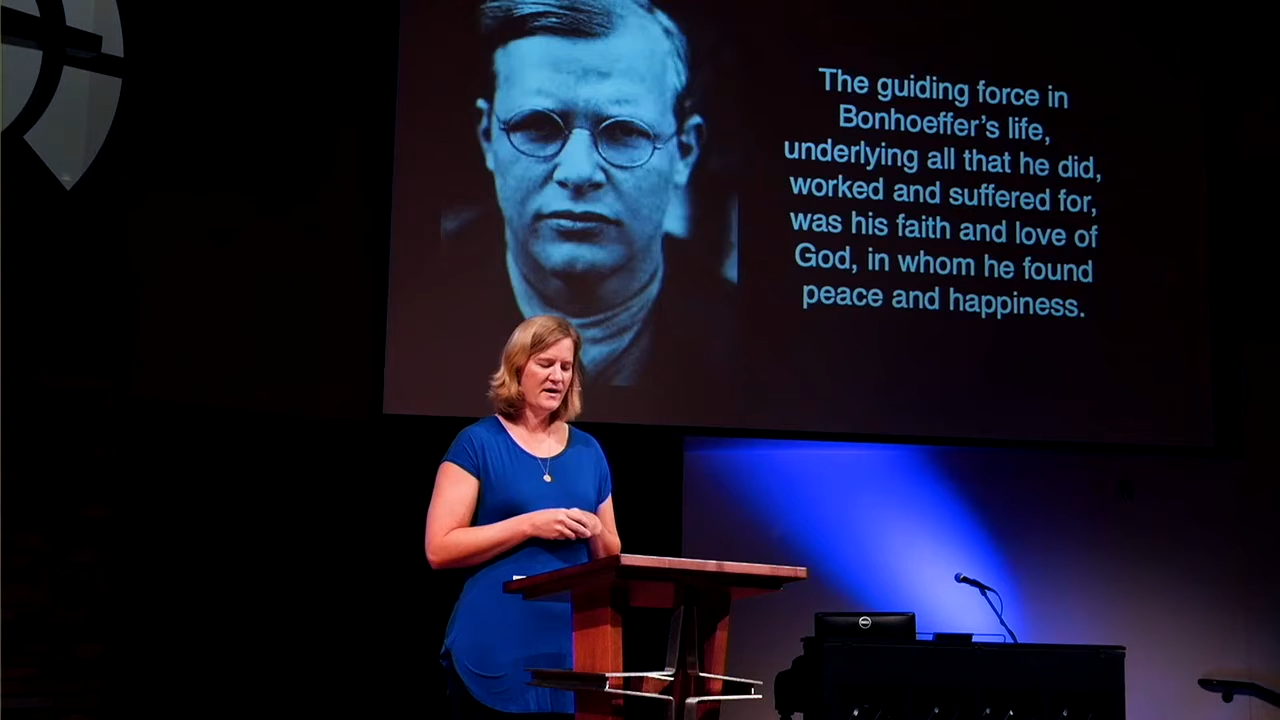 The guiding force in
Bonhoeffer's life,
underlying all that he did,
worked and suffered for,
was his faith and love of
God, in whom he found
peace and happiness.
DELL